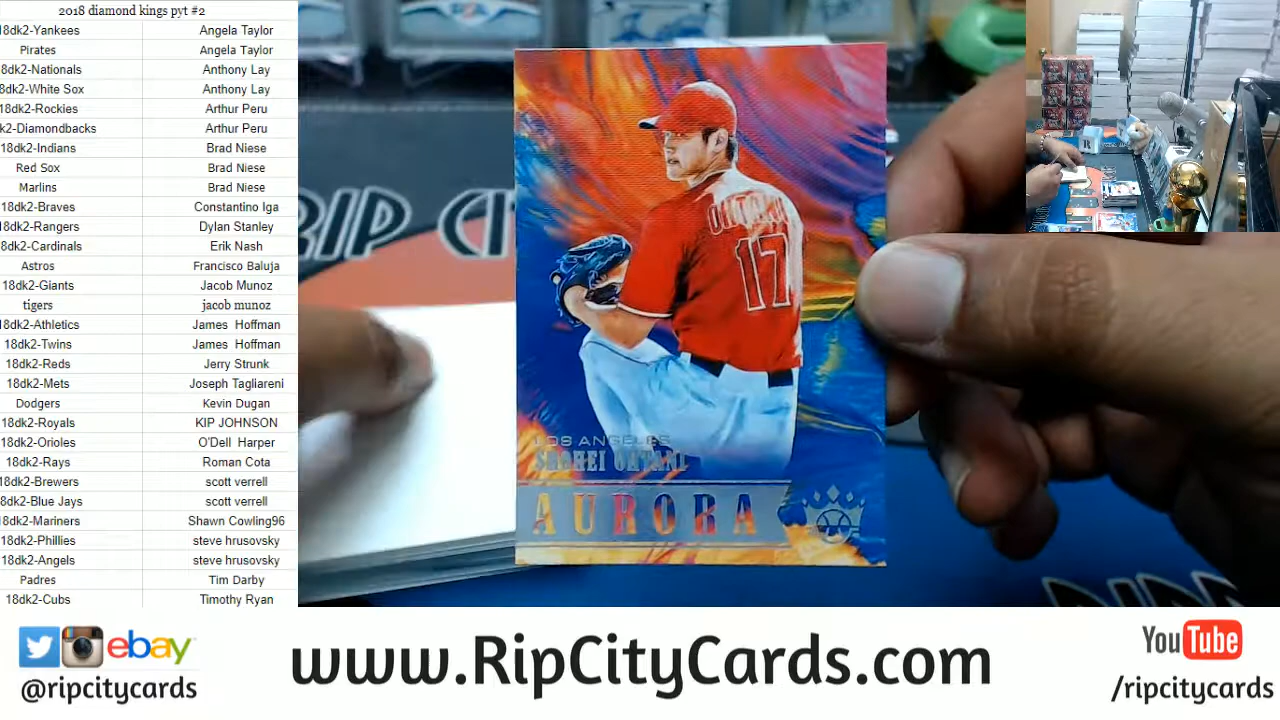 2018 diamond kings pyt #2
18dk2-Yankees Angela Taylor
Pirates Angela Taylor
8dk2-Nationals Anthony Lay
8dk2-White Sox Anthony Lay
18dk2-Rockies Arthur Peru
k2-Diamondbacks Arthur Peru
18dk2-Indians Brad Niese
Red Sox Brad Niese
Marlins Brad Niese
18dk2-Braves Constantino Iga
18dk2-Rangers Dylan Stanley
8dk2-Cardinals Erik Nash
Astros Francisco Baluja
18dk2-Giants Jacob Munoz
tigers jacob munoz
18dk2-Athletics James Hoffman
18dk2-Twins James Hoffman
18dk2-Reds Jerry Strunk
18dk2-Mets Joseph Tagliareni
Dodgers Kevin Dugan
18dk2-Royals KIP JOHNSON
18dk2-Orioles O'Dell Harper
18dk2-Rays Roman Cota
8dk2-Brewers scott verrell
8dk2-Blue Jays scott verrell
8dk2-Mariners Shawn Cowling96
18dk2-Phillies steve hrusovsky
18dk2-Angels steve hrusovsky
Padres Tim Darby
18dk2-Cubs Timothy Ryan
RIP CI
OHTANI
17
LOS ANGELES
SHOHEI OHTANI
AURORA
ebay
@ripcitycards
www.RipCityCards.com
YouTube
/ripcitycards